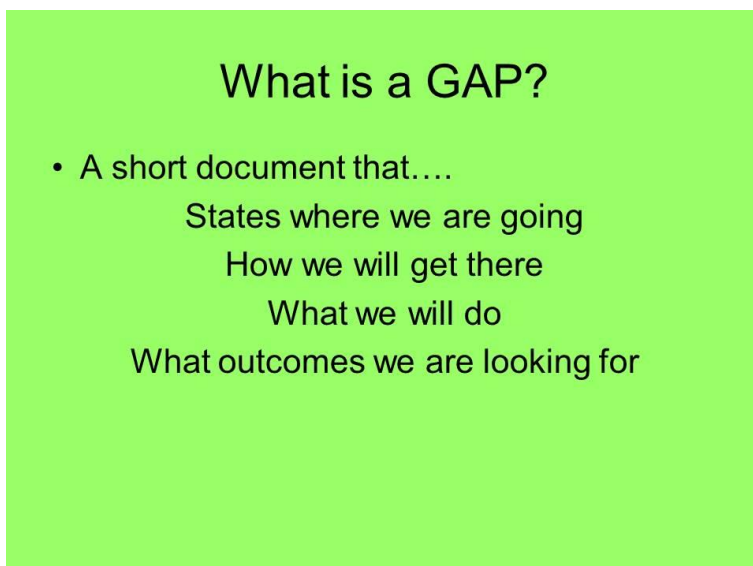 What is a GAP?
• A short document that….
States where we are going
How we will get there
What we will do
What outcomes we are looking for